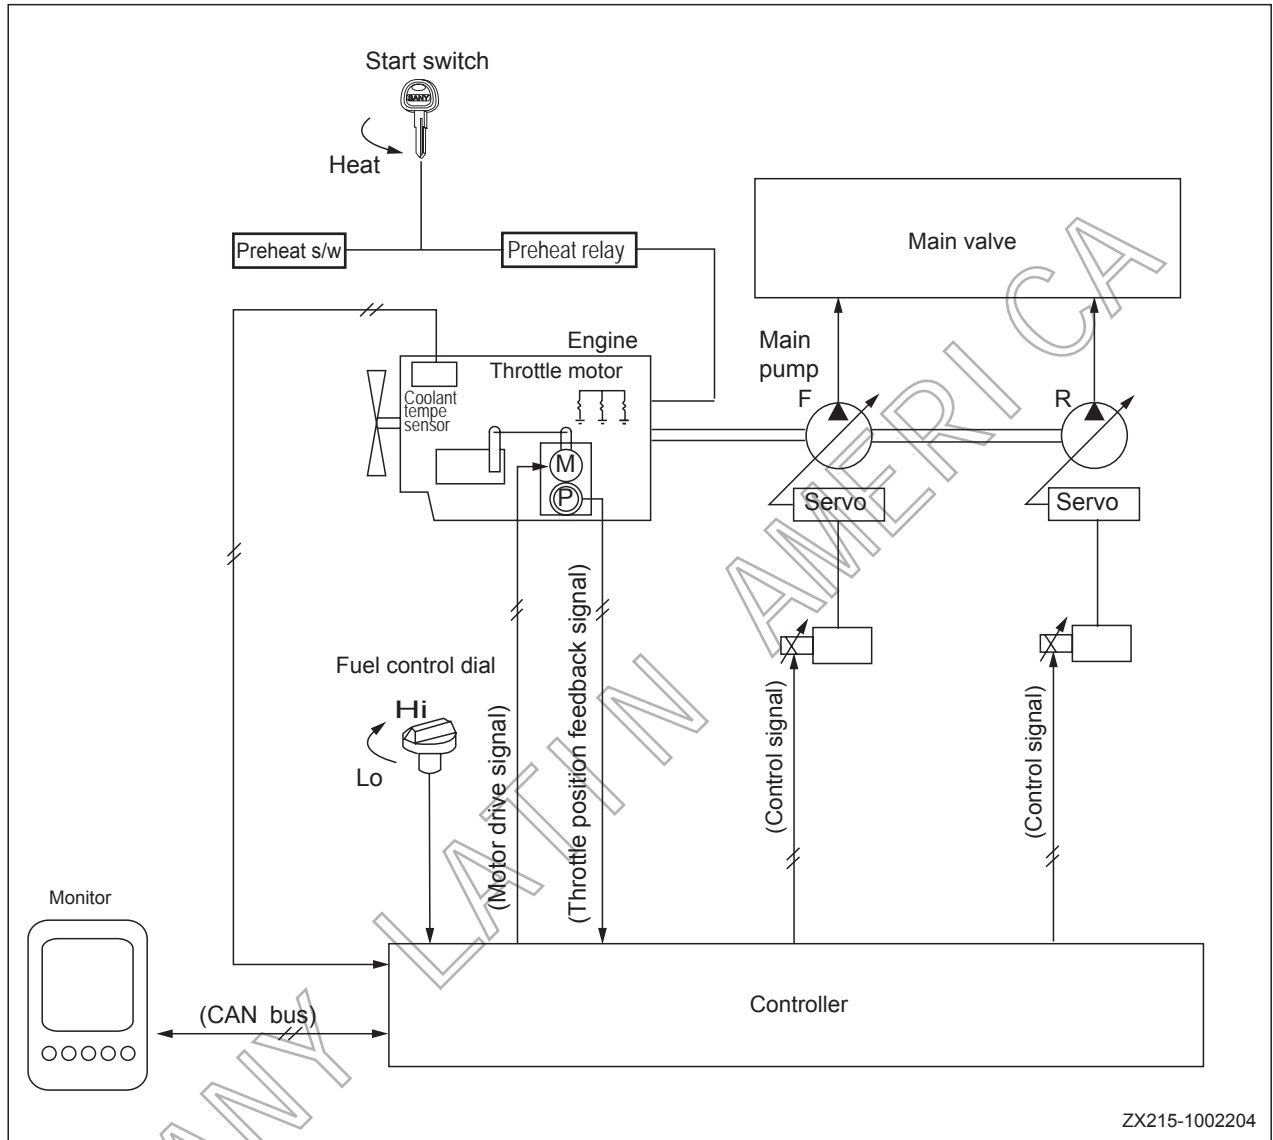 Start switch
SANY
Heat
Preheat s/w
Preheat relay
Main valve
Engine
Throttle motor
Coolant
tempe
sensor
Main
pump
F
R
M
P
Servo
Servo
(Motor drive signal)
(Throttle position feedback signal)
(Control signal)
(Control signal)
Fuel control dial
Hi
Lo
Monitor
(CAN bus)
Controller
ANY LATIN AMERICA
ZX215-1002204